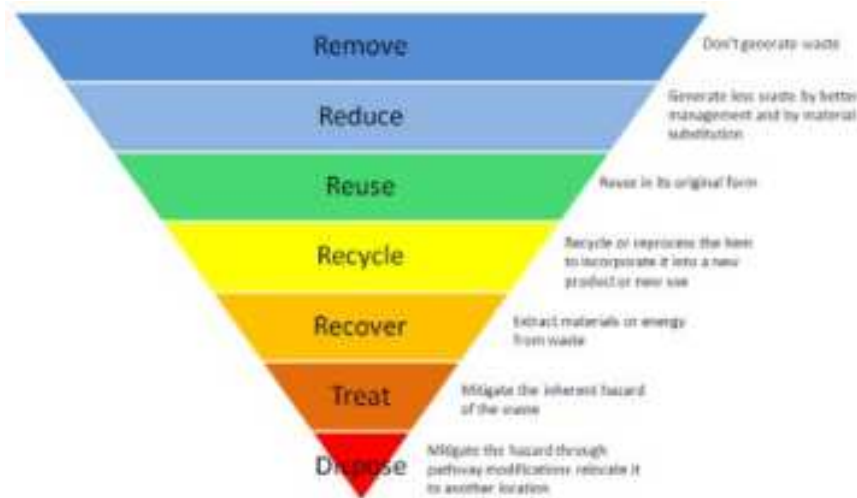 Remove
Don't generate waste
Reduce
Generate less waste by better
management and by material
substitution
Reuse
Reuse in its original form
Recycle
Recycle or reprocess the item
to incorporate it into a new
product or new use
Recover
Extract materials or energy
from waste
Treat
Mitigate the inherent hazard
of the waste
Dispose
Mitigate the hazard through
pathway modifications relocate it
to another location